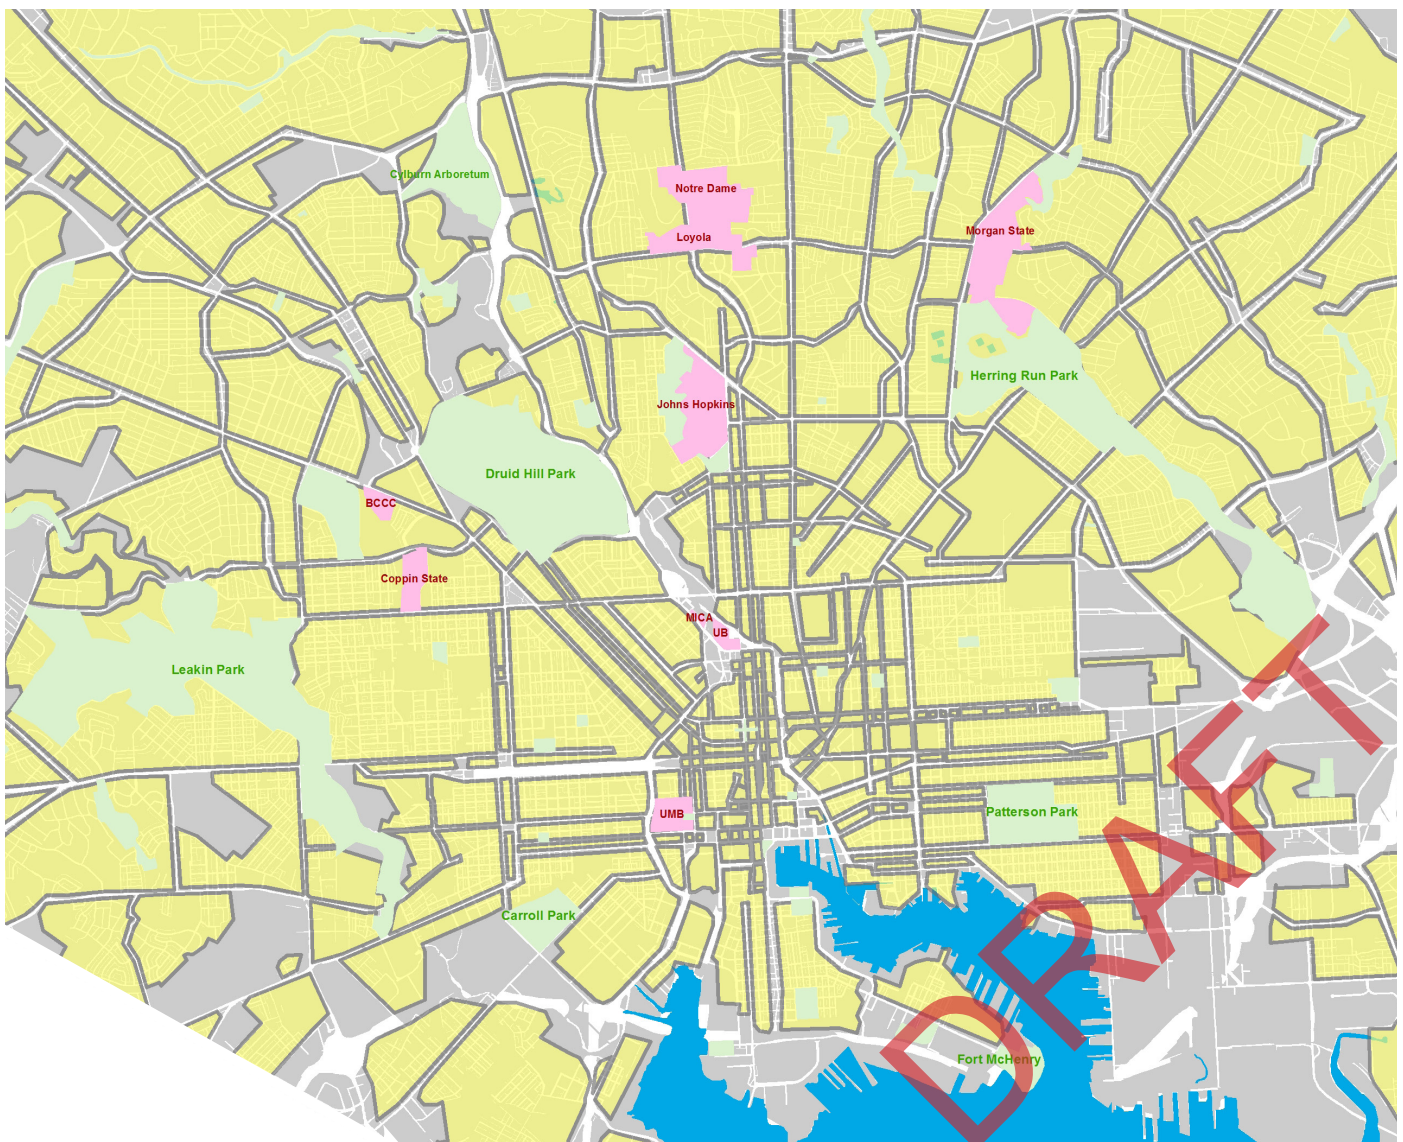 Cylburn Arboretum
Notre Dame
Loyola
Morgan State
Herring Run Park
Johns Hopkins
Druid Hill Park
BCCC
Coppin State
MICA
UB
Leakin Park
UMB
Patterson Park
Carroll Park
Fort McHenry
DRAFT